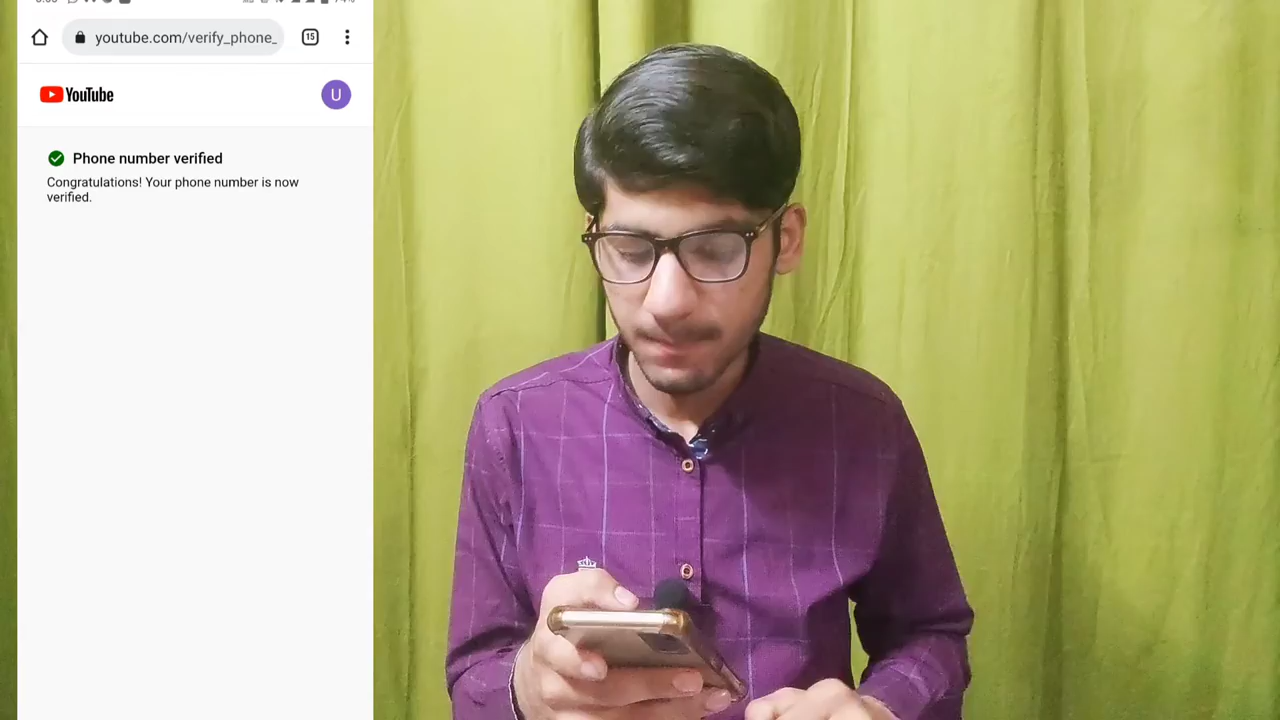 youtube.com/verify_phone_
15
YouTube
U
Phone number verified
Congratulations! Your phone number is now
verified.